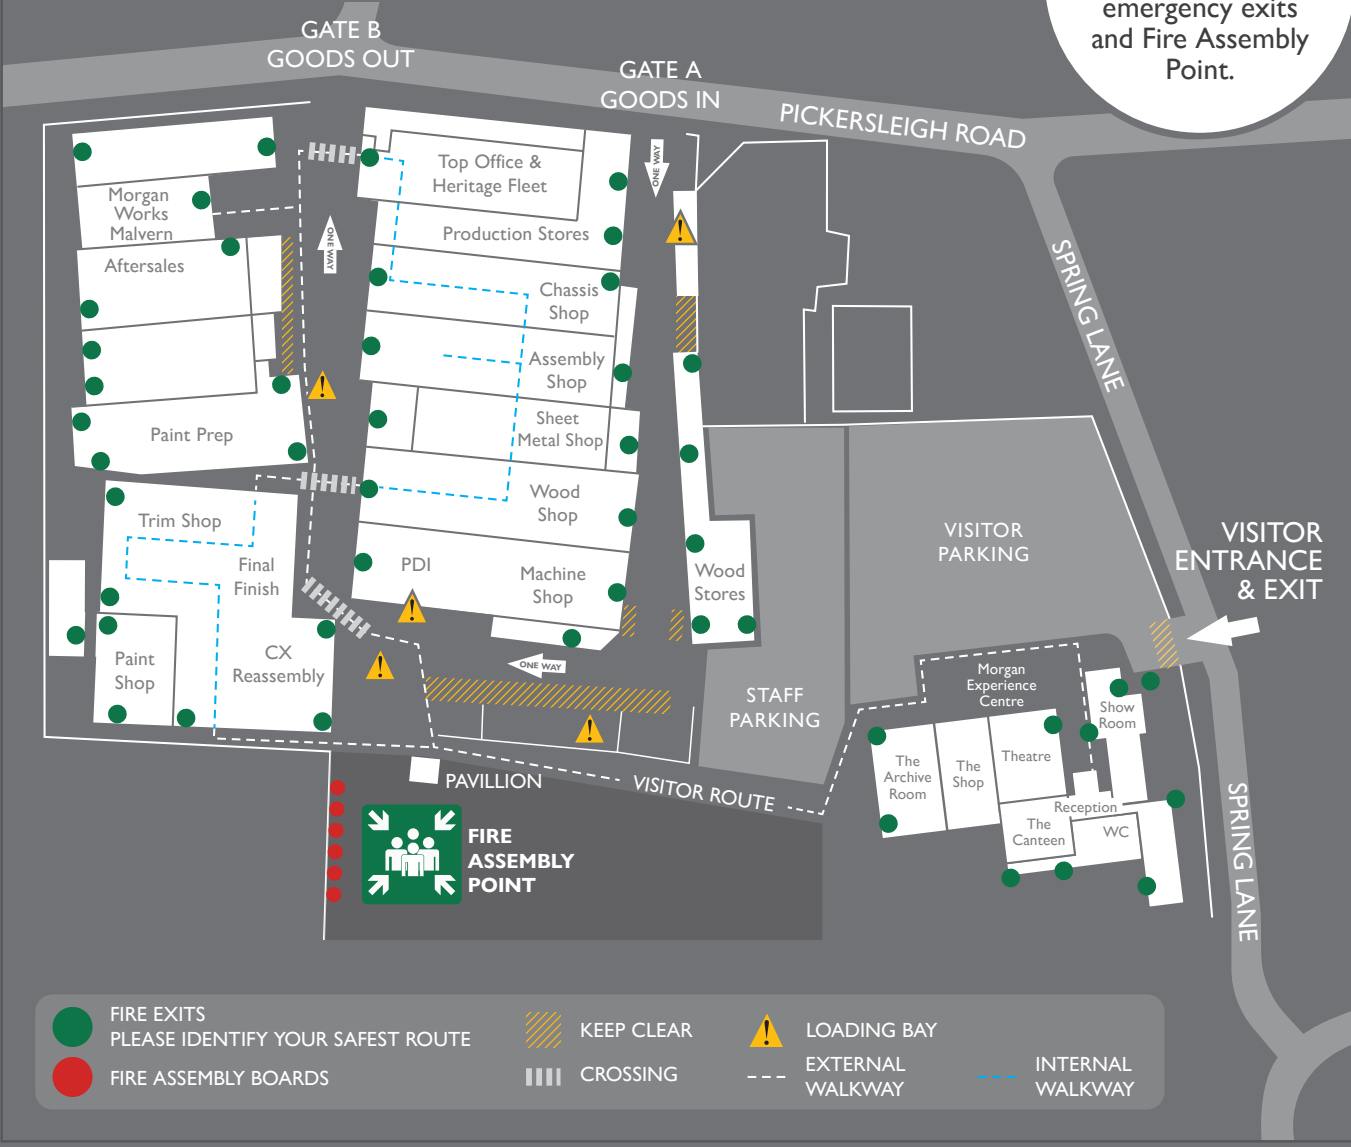 emergency exits
and Fire Assembly
Point.
GATE B
GOODS OUT
GATE A
GOODS IN
PICKERSLEIGH ROAD
ONE WAY
Top Office &
Heritage Fleet
Morgan
Works
Malvern
Production Stores
ONE WAY
Aftersales
Chassis
Shop
SPRING LANE
Assembly
Shop
Sheet
Metal Shop
Paint Prep
Wood
Shop
Trim Shop
VISITOR
PARKING
VISITOR
ENTRANCE
& EXIT
Final
Finish
PDI
Machine
Shop
Wood
Stores
CX
Reassembly
Paint
Shop
ONE WAY
STAFF
PARKING
Morgan
Experience
Centre
Show
Room
The
Archive
Room
The
Shop
Theatre
Reception
The
Canteen
WC
PAVILLION
VISITOR ROUTE
SPRING LANE
FIRE
ASSEMBLY
POINT
FIRE EXITS
PLEASE IDENTIFY YOUR SAFEST ROUTE
FIRE ASSEMBLY BOARDS
KEEP CLEAR
CROSSING
LOADING BAY
EXTERNAL
WALKWAY
INTERNAL
WALKWAY